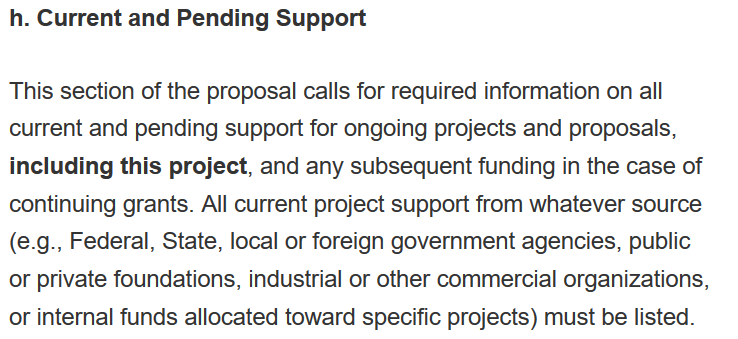 h. Current and Pending Support
This section of the proposal calls for required information on all
current and pending support for ongoing projects and proposals,
including this project, and any subsequent funding in the case of
continuing grants. All current project support from whatever source
(e.g., Federal, State, local or foreign government agencies, public
or private foundations, industrial or other commercial organizations,
or internal funds allocated toward specific projects) must be listed.